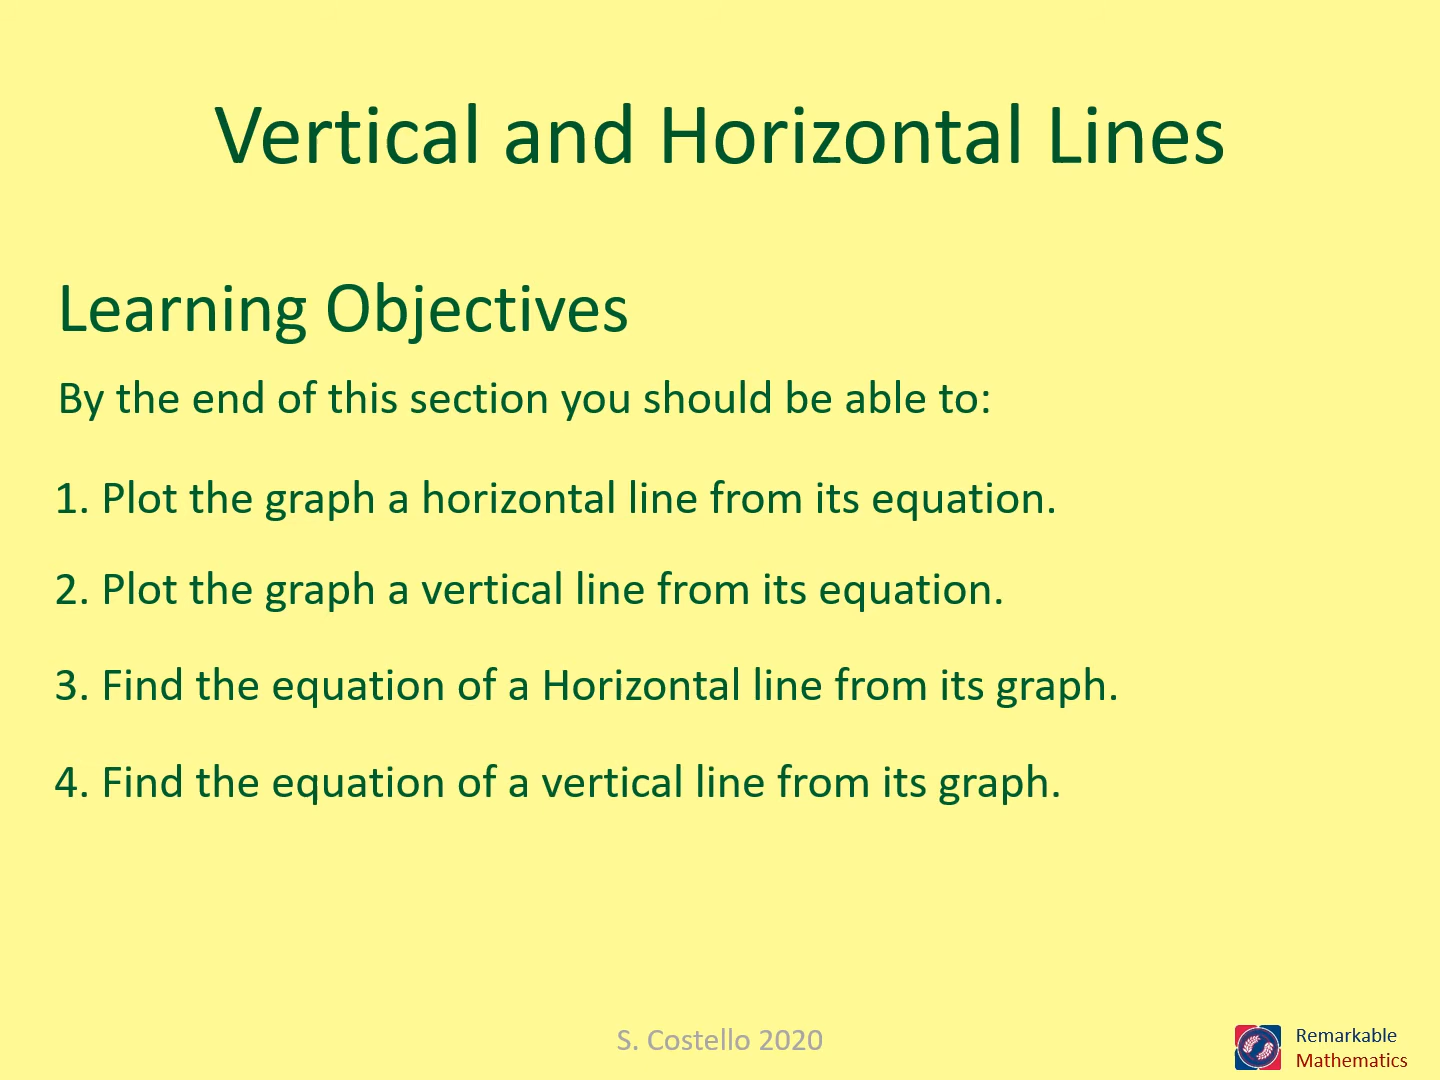 Vertical and Horizontal Lines
Learning Objectives
By the end of this section you should be able to:
1. Plot the graph a horizontal line from its equation.
2. Plot the graph a vertical line from its equation.
3. Find the equation of a Horizontal line from its graph.
4. Find the equation of a vertical line from its graph.
S. Costello 2020
Remarkable
Mathematics